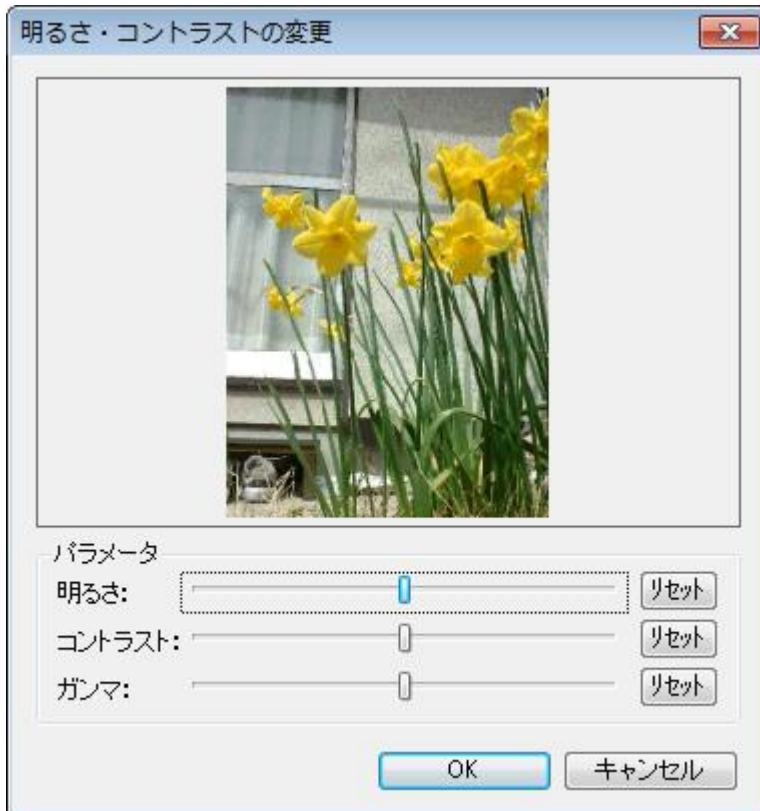 明るさ・コントラストの変更
パラメータ
明るさ:
リセット
コントラスト:
リセット
ガンマ:
リセット
OK
キャンセル